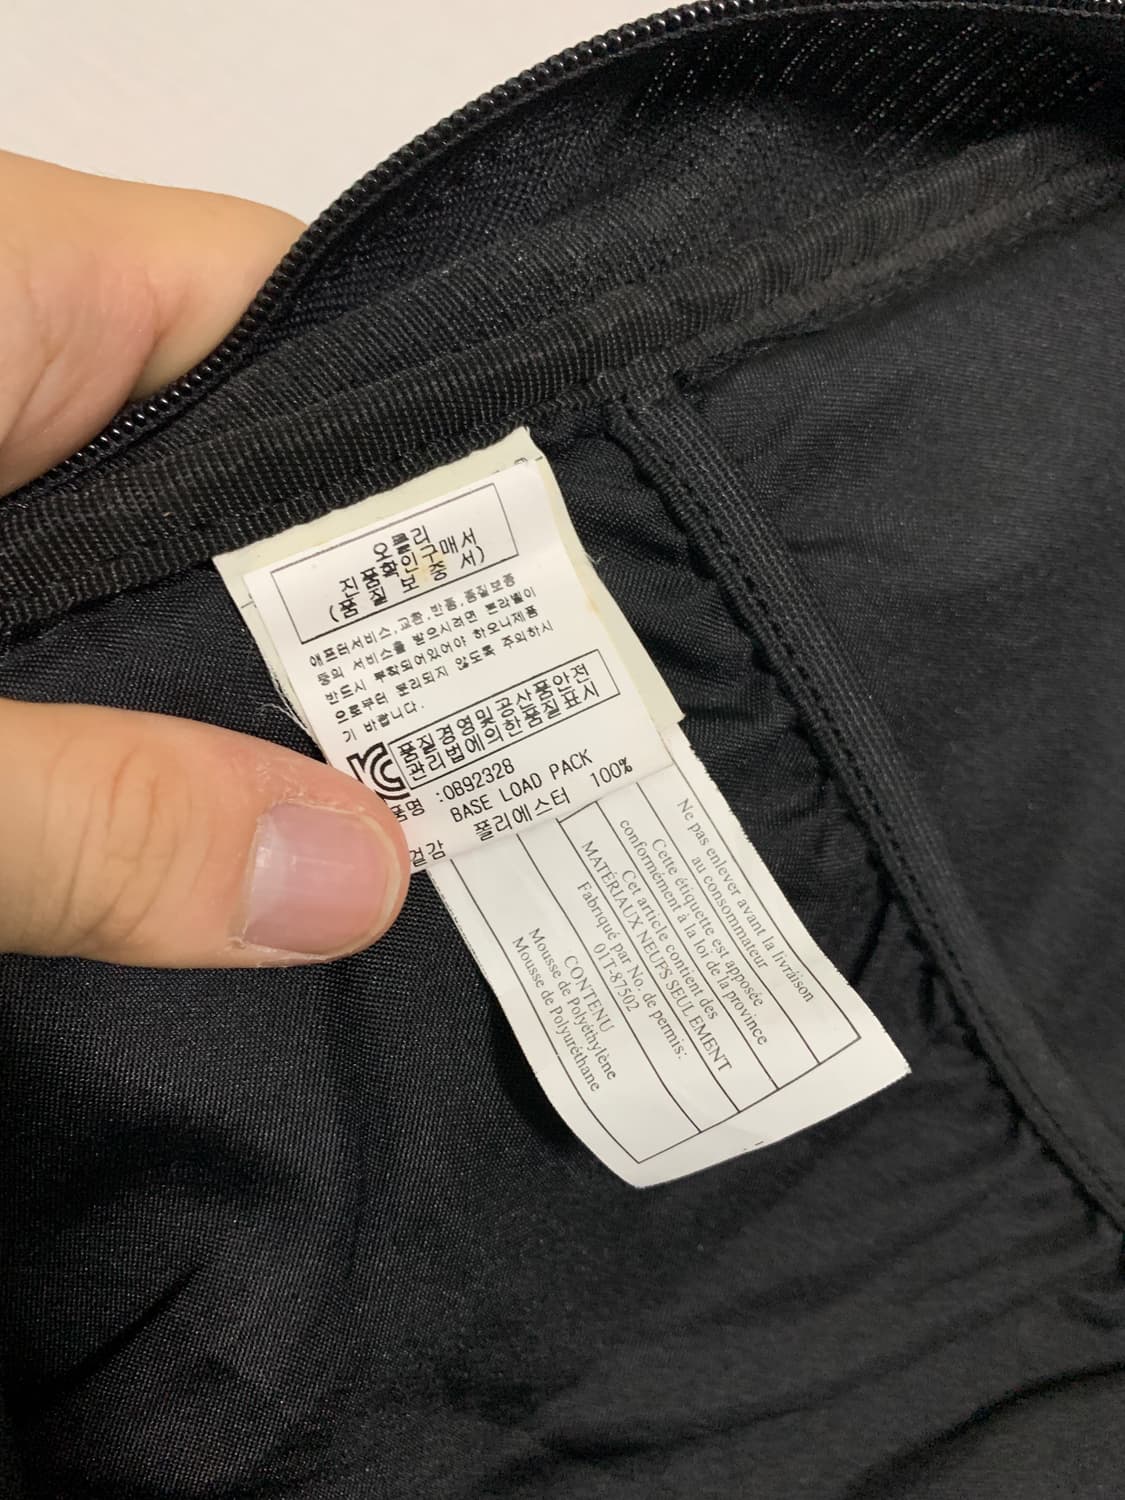 오클리
진품확인구매서
(품질 보증 서)
애프터서비스,교환,반품,품질보증
등의 서비스를 받으시려면 본라벨이
반드시 부착되어있어야 하오니제품
으로부터 분리되지 않도록 주의하시
기 바랍니다.
품질경영및공산품안전
관리법에의한품질표시
품명 :OB92328
BASE LOAD PACK
겉감 폴리에스터 100%
Ne pas enlever avant la livraison
au consommateur
Cette étiquette est apposée
conformément à la loi de la province
Cet article contient des
MATÉRIAUX NEUFS SEULEMENT
Fabriqué par No. de permis:
01T-87502
CONTENU
Mousse de Polyéthylène
Mousse de Polyuréthane